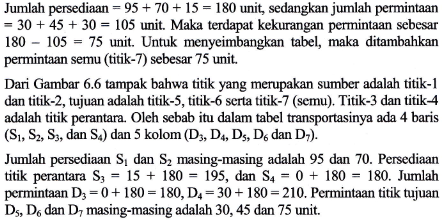 Jumlah persediaan = 95 + 70 + 15 = 180 unit, sedangkan jumlah permintaan
= 30 + 45 + 30 = 105 unit. Maka terdapat kekurangan permintaan sebesar
180 – 105 = 75 unit. Untuk menyeimbangkan tabel, maka ditambahkan
permintaan semu (titik-7) sebesar 75 unit.
Dari Gambar 6.6 tampak bahwa titik yang merupakan sumber adalah titik-1
dan titik-2, tujuan adalah titik-5, titik-6 serta titik-7 (semu). Titik-3 dan titik-4
adalah titik perantara. Oleh sebab itu dalam tabel transportasinya ada 4 baris
(S₁, S₂, S₃, dan S₄) dan 5 kolom (D₃, D₄, D₅, D₆ dan D₇).
Jumlah persediaan S₁ dan S₂ masing-masing adalah 95 dan 70. Persediaan
titik perantara S₃ = 15 + 180 = 195, dan S₄ = 0 + 180 = 180. Jumlah
permintaan D₃ = 0 + 180 = 180, D₄ = 30 + 180 = 210. Permintaan titik tujuan
D₅, D₆ dan D₇ masing-masing adalah 30, 45 dan 75 unit.